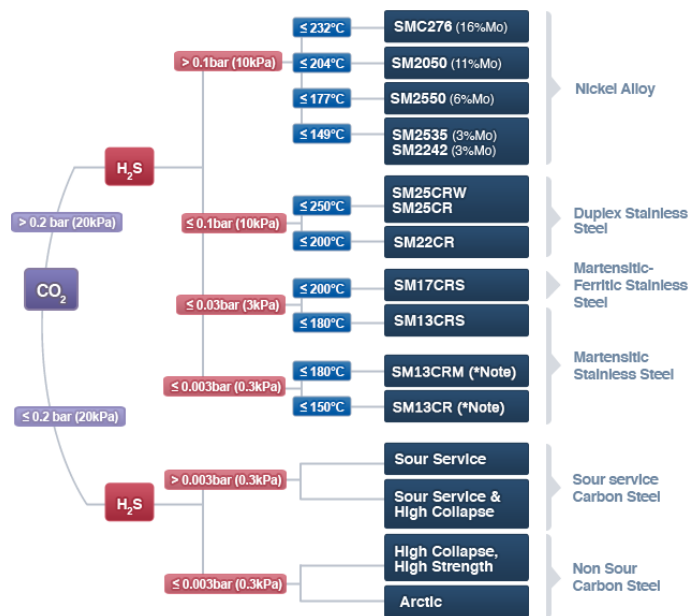 ≤ 232°C
SMC276 (16%Mo)
> 0.1bar (10kPa)
≤ 204°C
SM2050 (11%Mo)
Nickel Alloy
≤ 177°C
SM2550 (6%Mo)
≤ 149°C
SM2535 (3%Mo)
SM2242 (3%Mo)
H₂S
> 0.2 bar (20kPa)
≤ 0.1bar (10kPa)
≤ 250°C
SM25CRW
SM25CR
≤ 200°C
SM22CR
Duplex Stainless
Steel
CO₂
≤ 0.03bar (3kPa)
≤ 200°C
SM17CRS
Martensitic-
Ferritic Stainless
Steel
≤ 180°C
SM13CRS
≤ 0.003bar (0.3kPa)
≤ 180°C
SM13CRM (*Note)
≤ 150°C
SM13CR (*Note)
Martensitic
Stainless Steel
≤ 0.2 bar (20kPa)
H₂S
> 0.003bar (0.3kPa)
Sour Service
Sour Service &
High Collapse
Sour service
Carbon Steel
≤ 0.003bar (0.3kPa)
High Collapse,
High Strength
Arctic
Non Sour
Carbon Steel